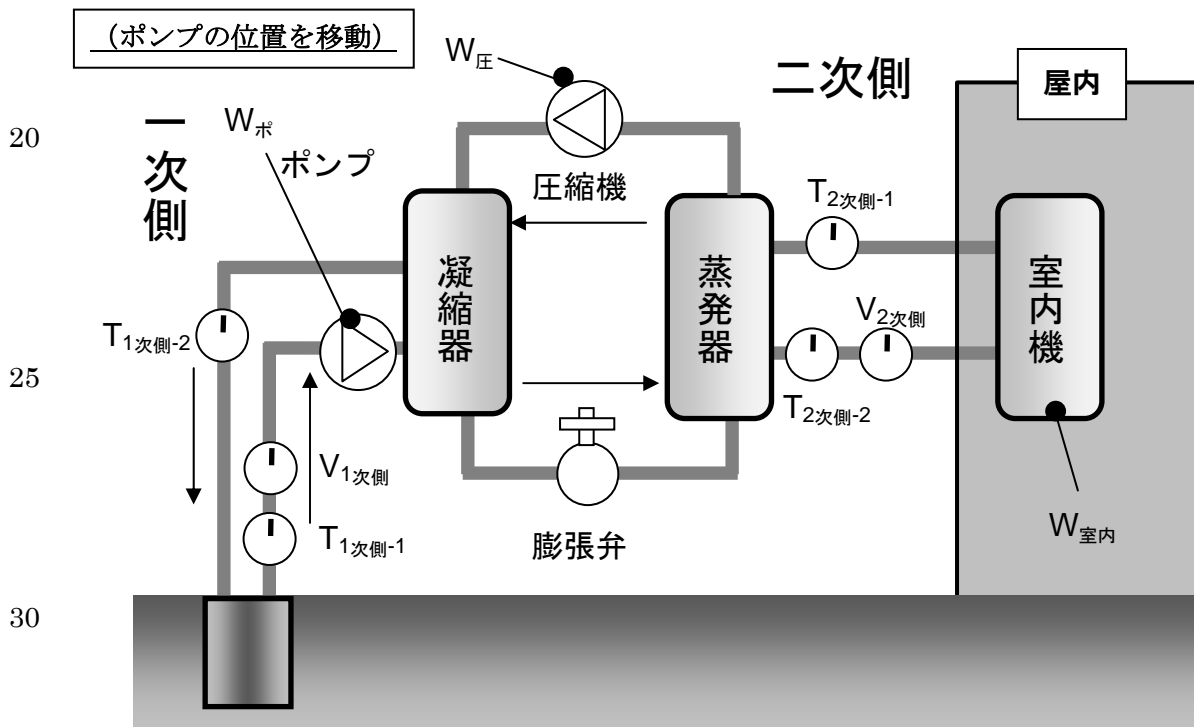 （ポンプの位置を移動）
W圧
二次側
屋内
20
一次側
Wポ
ポンプ
圧縮機
T2次側-1
凝縮器
蒸発器
室内機
T1次側-2
V2次側
25
T2次側-2
V1次側
T1次側-1
膨張弁
W室内
30